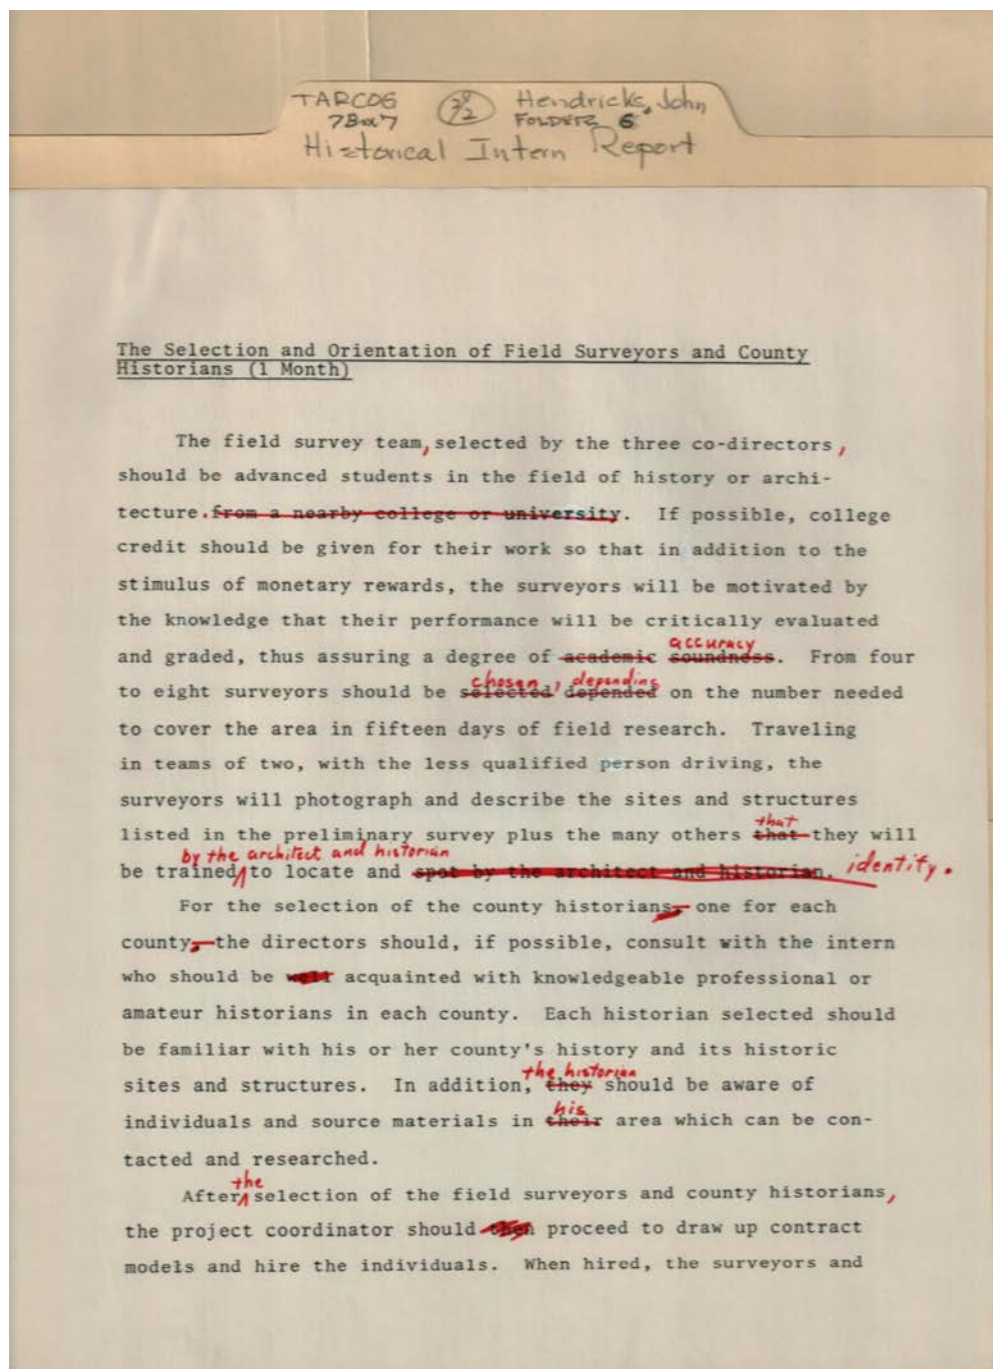 TARCOG 2 of 2 Hendricks, John
7Box7 FOLDER 6
Historical Intern Report
The Selection and Orientation of Field Surveyors and County
Historians (1 Month)
The field survey team, selected by the three co-directors,
should be advanced students in the field of history or archi-
tecture. from a nearby college or university. If possible, college
credit should be given for their work so that in addition to the
stimulus of monetary rewards, the surveyors will be motivated by
the knowledge that their performance will be critically evaluated
accuracy
and graded, thus assuring a degree of academic soundness. From four
chosen, depending
to eight surveyors should be selected depended on the number needed
to cover the area in fifteen days of field research. Traveling
in teams of two, with the less qualified person driving, the
surveyors will photograph and describe the sites and structures
that
listed in the preliminary survey plus the many others that they will
by the architect and historian
be trained to locate and spot by the architect and historian. identify.
For the selection of the county historians, one for each
county, the directors should, if possible, consult with the intern
who should be well acquainted with knowledgeable professional or
amateur historians in each county. Each historian selected should
be familiar with his or her county's history and its historic
the historian
sites and structures. In addition, they should be aware of
his
individuals and source materials in their area which can be con-
tacted and researched.
the
After selection of the field surveyors and county historians,
the project coordinator should then proceed to draw up contract
models and hire the individuals. When hired, the surveyors and